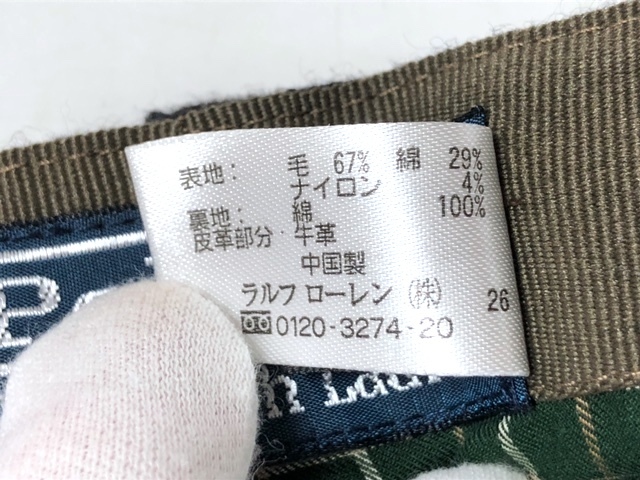 表地: 毛 67% 綿 29%
ナイロン 4%
裏地: 綿 100%
皮革部分・牛革
中国製
ラルフ ローレン (株) 26
0120-3274-20